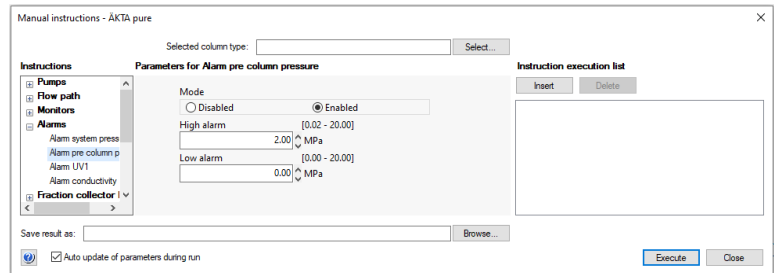 Manual instructions - ÄKTA pure
Selected column type:
Select...
Instructions
Parameters for Alarm pre column pressure
Instruction execution list
Pumps
Flow path
Monitors
Alarms
Alarm system press
Alarm pre column p
Alarm UV1
Alarm conductivity
Fraction collector
Mode
Disabled
Enabled
High alarm
[0.02 - 20.00]
2.00 MPa
Low alarm
[0.00 - 20.00]
0.00 MPa
Insert
Delete
Save result as:
Browse...
Auto update of parameters during run
Execute
Close